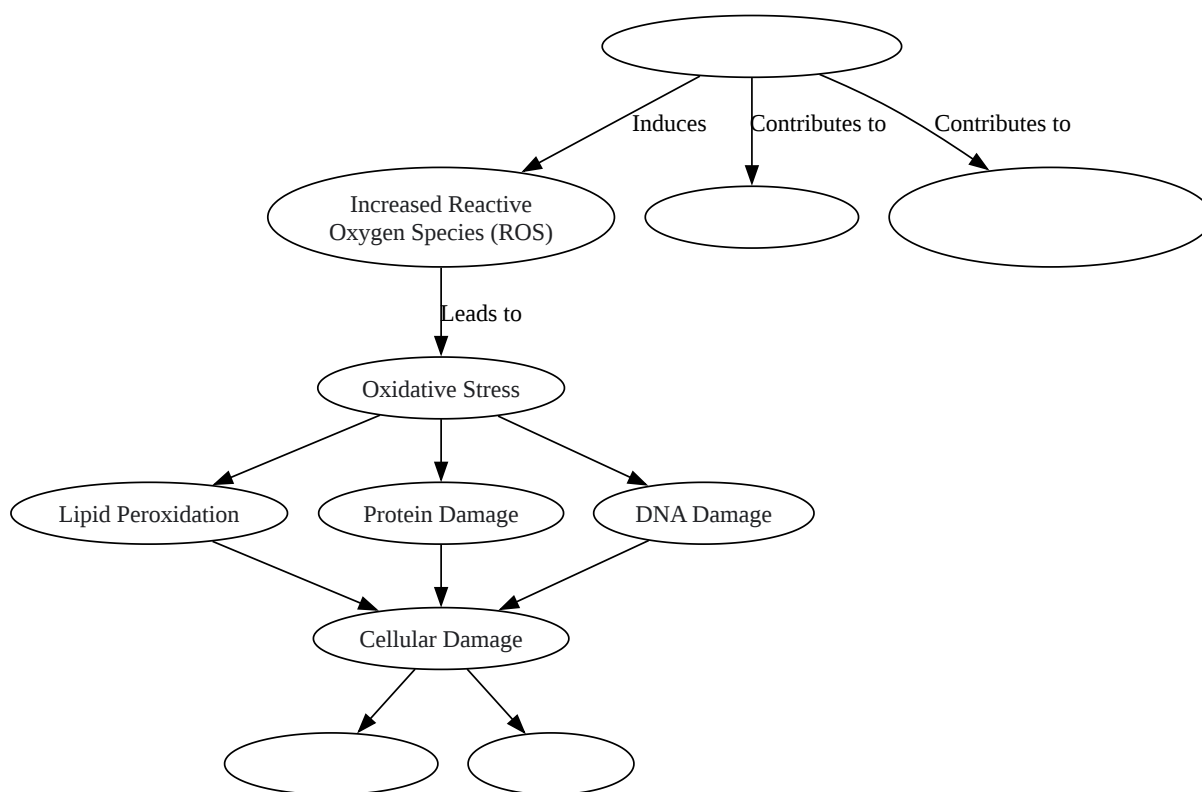 Induces
Contributes to
Contributes to
Increased Reactive
Oxygen Species (ROS)
Leads to
Oxidative Stress
Lipid Peroxidation
Protein Damage
DNA Damage
Cellular Damage